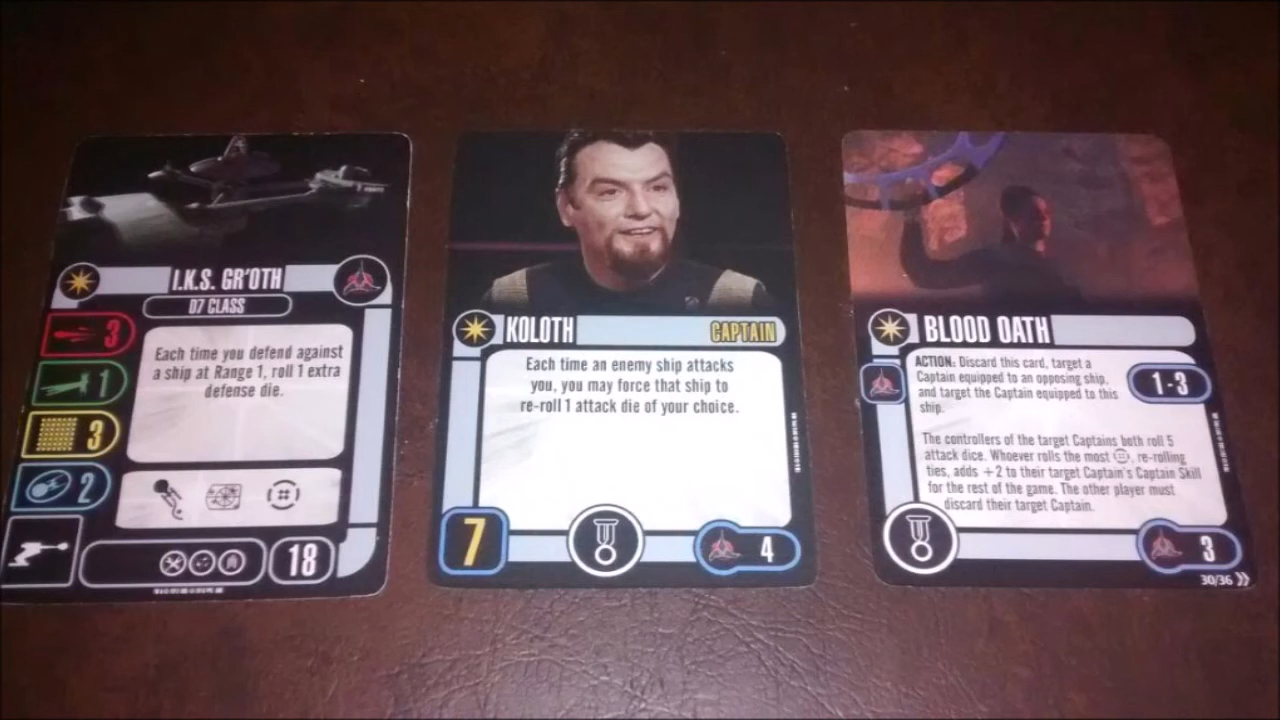 I.K.S. GR'OTH
D7 CLASS
3
1
3
2
Each time you defend against
a ship at Range 1, roll 1 extra
defense die.
18
KOLOTH
CAPTAIN
Each time an enemy ship attacks
you, you may force that ship to
re-roll 1 attack die of your choice.
7
4
BLOOD OATH
ACTION: Discard this card, target a
Captain equipped to an opposing ship,
and target the Captain equipped to this
ship.
1-3
The controllers of the target Captains both roll 5
attack dice. Whoever rolls the most , re-rolling
ties, adds +2 to their target Captain's Captain Skill
for the rest of the game. The other player must
discard their target Captain.
3
30/36